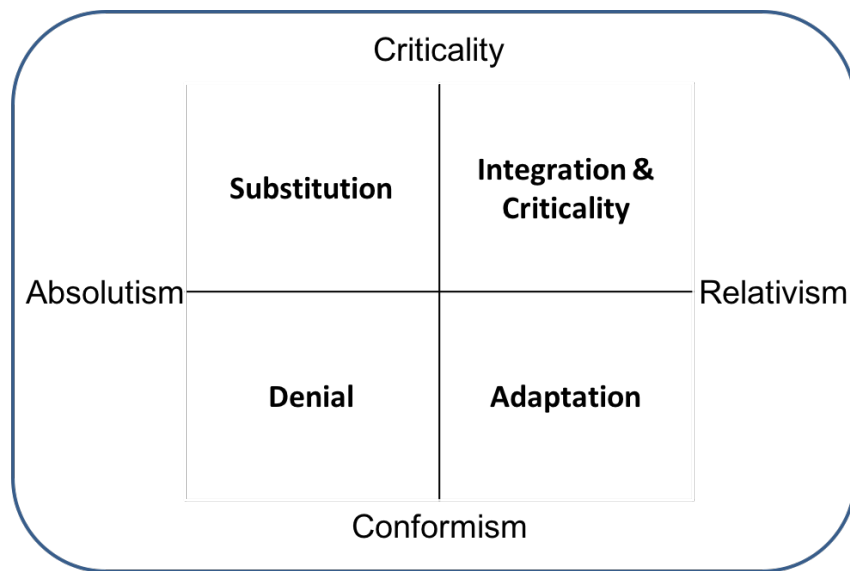 Criticality
Substitution
Integration &
Criticality
Absolutism
Relativism
Denial
Adaptation
Conformism